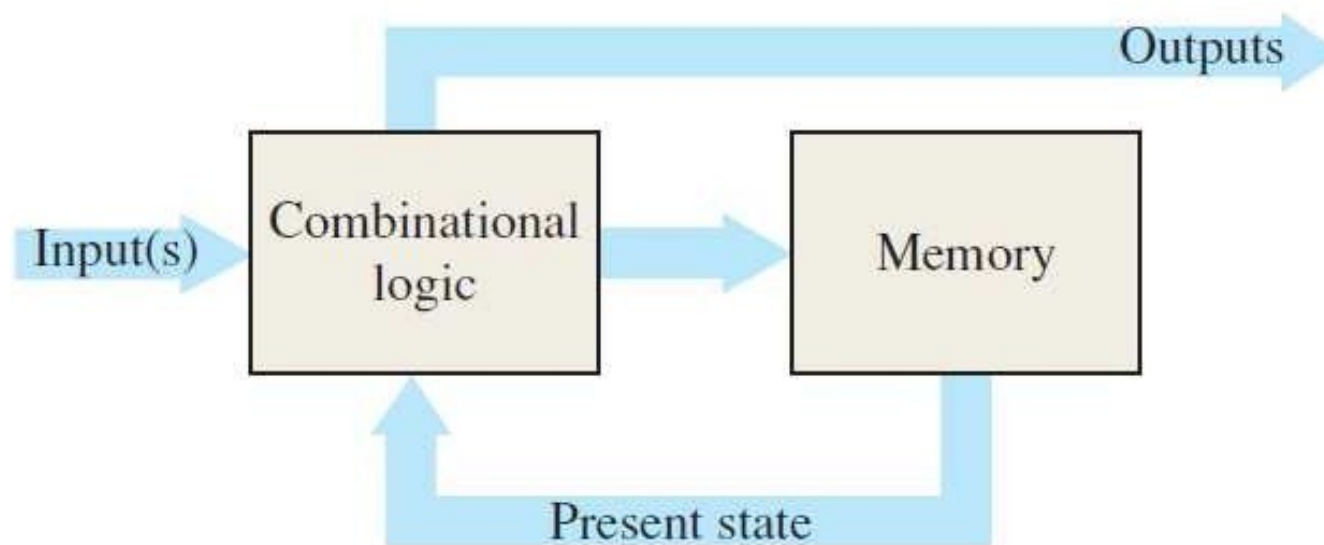 Outputs
Input(s)
Combinational
logic
Memory
Present state